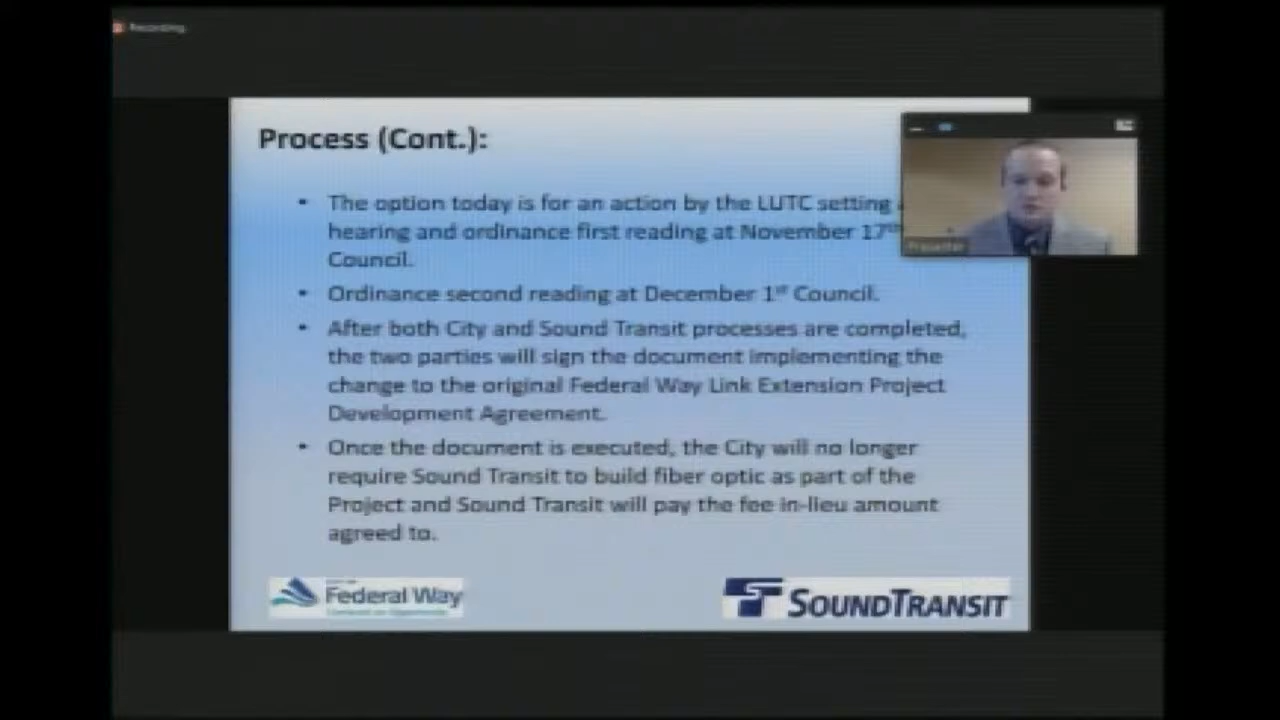 Recording
Process (Cont.):
• The option today is for an action by the LUTC setting
hearing and ordinance first reading at November 17th
Council.
• Ordinance second reading at December 1st Council.
• After both City and Sound Transit processes are completed,
the two parties will sign the document implementing the
change to the original Federal Way Link Extension Project
Development Agreement.
• Once the document is executed, the City will no longer
require Sound Transit to build fiber optic as part of the
Project and Sound Transit will pay the fee in-lieu amount
agreed to.
Presenter
Federal Way
SOUNDTRANSIT